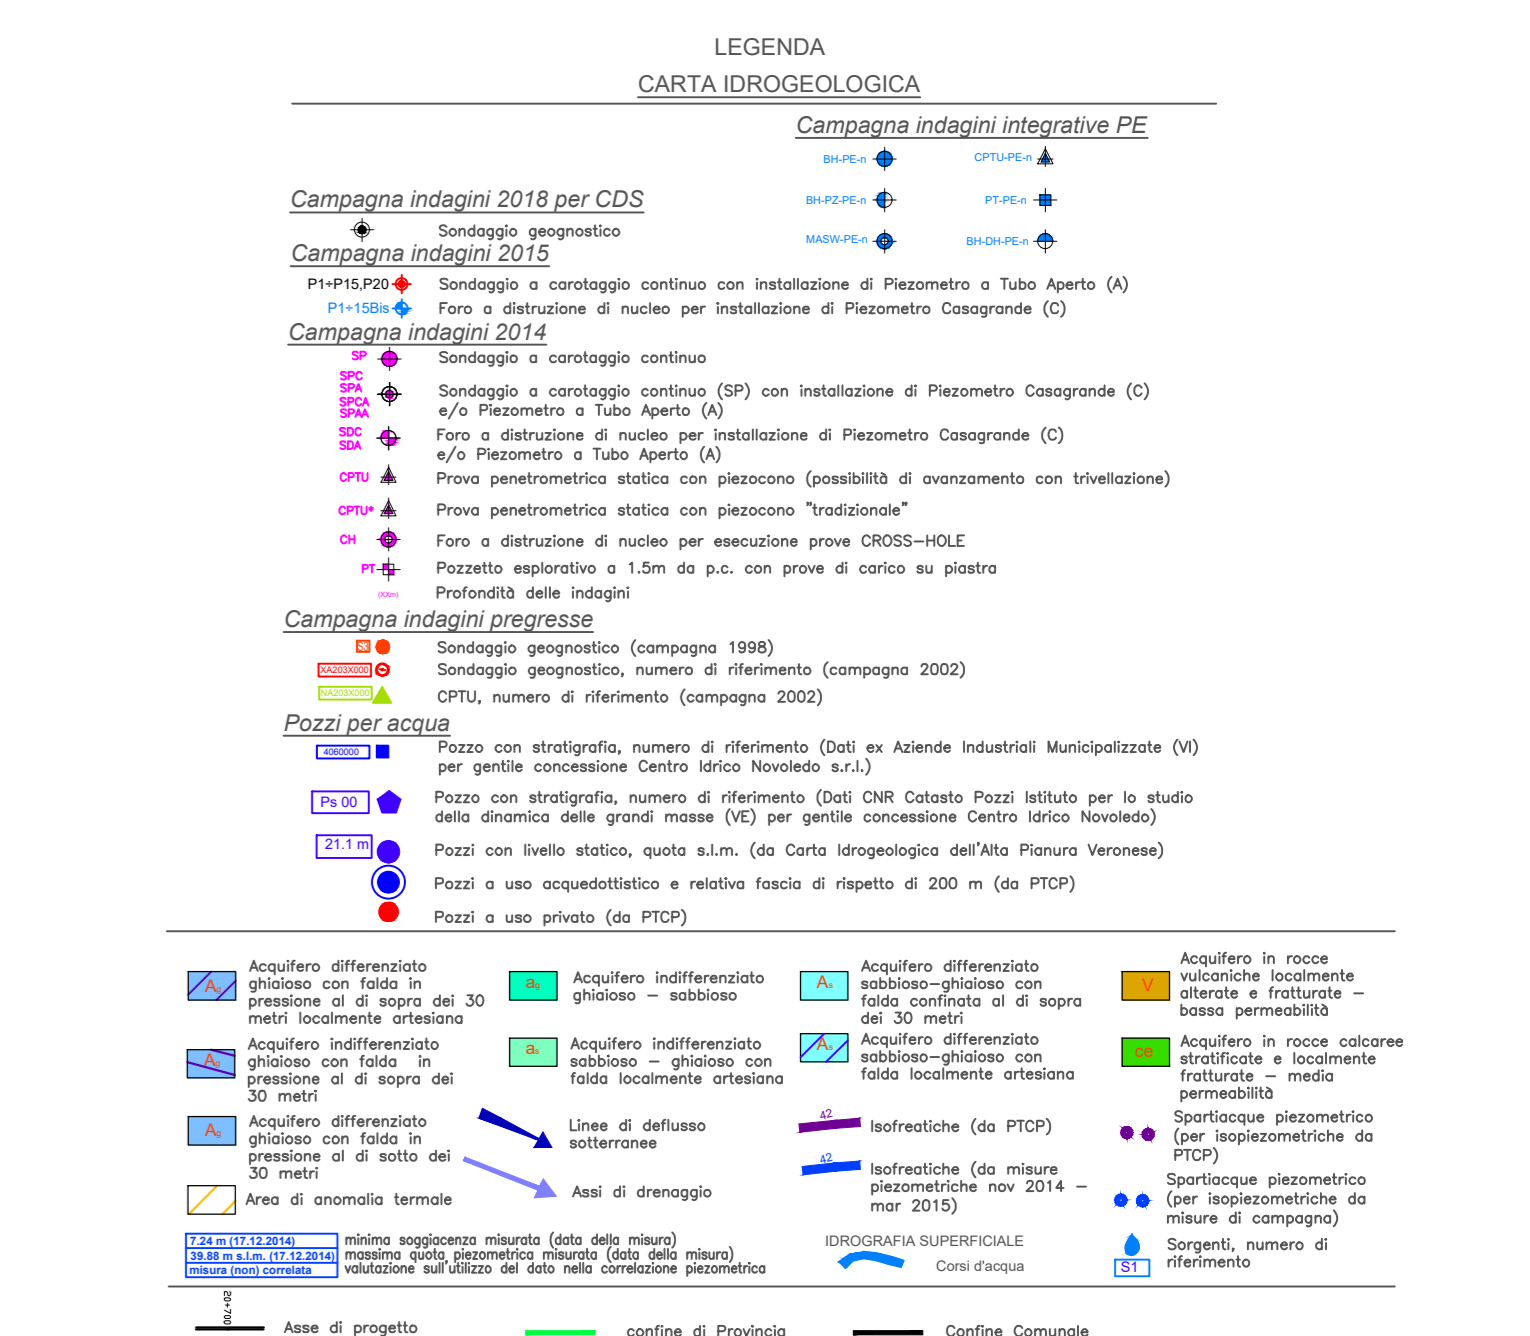 LEGENDA
CARTA IDROGEOLOGICA
Campagna indagini integrative PE
BH-PE-n
CPTU-PE-n
BH-PZ-PE-n
PT-PE-n
MASW-PE-n
BH-DH-PE-n
Campagna indagini 2018 per CDS
Sondaggio geognostico
Campagna indagini 2015
P1÷P15,P20 Sondaggio a carotaggio continuo con installazione di Piezometro a Tubo Aperto (A)
P1÷15Bis Foro a distruzione di nucleo per installazione di Piezometro Casagrande (C)
Campagna indagini 2014
SP Sondaggio a carotaggio continuo
SPC
SPA
SPCA
SPAA
Sondaggio a carotaggio continuo (SP) con installazione di Piezometro Casagrande (C)
e/o Piezometro a Tubo Aperto (A)
SDC
SDA
Foro a distruzione di nucleo per installazione di Piezometro Casagrande (C)
e/o Piezometro a Tubo Aperto (A)
CPTU Prova penetrometrica statica con piezocono (possibilità di avanzamento con trivellazione)
CPTU* Prova penetrometrica statica con piezocono "tradizionale"
CH Foro a distruzione di nucleo per esecuzione prove CROSS-HOLE
PT Pozzetto esplorativo a 1.5m da p.c. con prove di carico su piastra
(XXm) Profondità delle indagini
Campagna indagini pregresse
Sondaggio geognostico (campagna 1998)
XA203X000 Sondaggio geognostico, numero di riferimento (campagna 2002)
NA203X000 CPTU, numero di riferimento (campagna 2002)
Pozzi per acqua
4060000 Pozzo con stratigrafia, numero di riferimento (Dati ex Aziende Industriali Municipalizzate (VI)
per gentile concessione Centro Idrico Novoledo s.r.l.)
Ps 00 Pozzo con stratigrafia, numero di riferimento (Dati CNR Catasto Pozzi Istituto per lo studio
della dinamica delle grandi masse (VE) per gentile concessione Centro Idrico Novoledo)
21.1 m Pozzi con livello statico, quota s.l.m. (da Carta Idrogeologica dell'Alta Pianura Veronese)
Pozzi a uso acquedottistico e relativa fascia di rispetto di 200 m (da PTCP)
Pozzi a uso privato (da PTCP)
Ag
Acquifero differenziato
ghiaioso con falda in
pressione al di sopra dei 30
metri localmente artesiana
ag
Acquifero indifferenziato
ghiaioso – sabbioso
As
Acquifero differenziato
sabbioso–ghiaioso con
falda confinata al di sopra
dei 30 metri
V
Acquifero in rocce
vulcaniche localmente
alterate e fratturate –
bassa permeabilità
Ag
Acquifero indifferenziato
ghiaioso con falda in
pressione al di sopra dei
30 metri
as
Acquifero indifferenziato
sabbioso – ghiaioso con
falda localmente artesiana
As
Acquifero differenziato
sabbioso–ghiaioso con
falda localmente artesiana
ce
Acquifero in rocce calcaree
stratificate e localmente
fratturate – media
permeabilità
Ag
Acquifero differenziato
ghiaioso con falda in
pressione al di sotto dei
30 metri
Linee di deflusso
sotterranee
42
Isofreatiche (da PTCP)
Spartiacque piezometrico
(per isopiezometriche da
PTCP)
Area di anomalia termale
Assi di drenaggio
42
Isofreatiche (da misure
piezometriche nov 2014 –
mar 2015)
Spartiacque piezometrico
(per isopiezometriche da
misure di campagna)
7.24 m (17.12.2014) minima soggiacenza misurata (data della misura)
39.88 m s.l.m. (17.12.2014) massima quota piezometrica misurata (data della misura)
misura (non) correlata valutazione sull'utilizzo del dato nella correlazione piezometrica
IDROGRAFIA SUPERFICIALE
Corsi d'acqua
Sorgenti, numero di
riferimento
S1
20+700
Asse di progetto
confine di Provincia
Confine Comunale